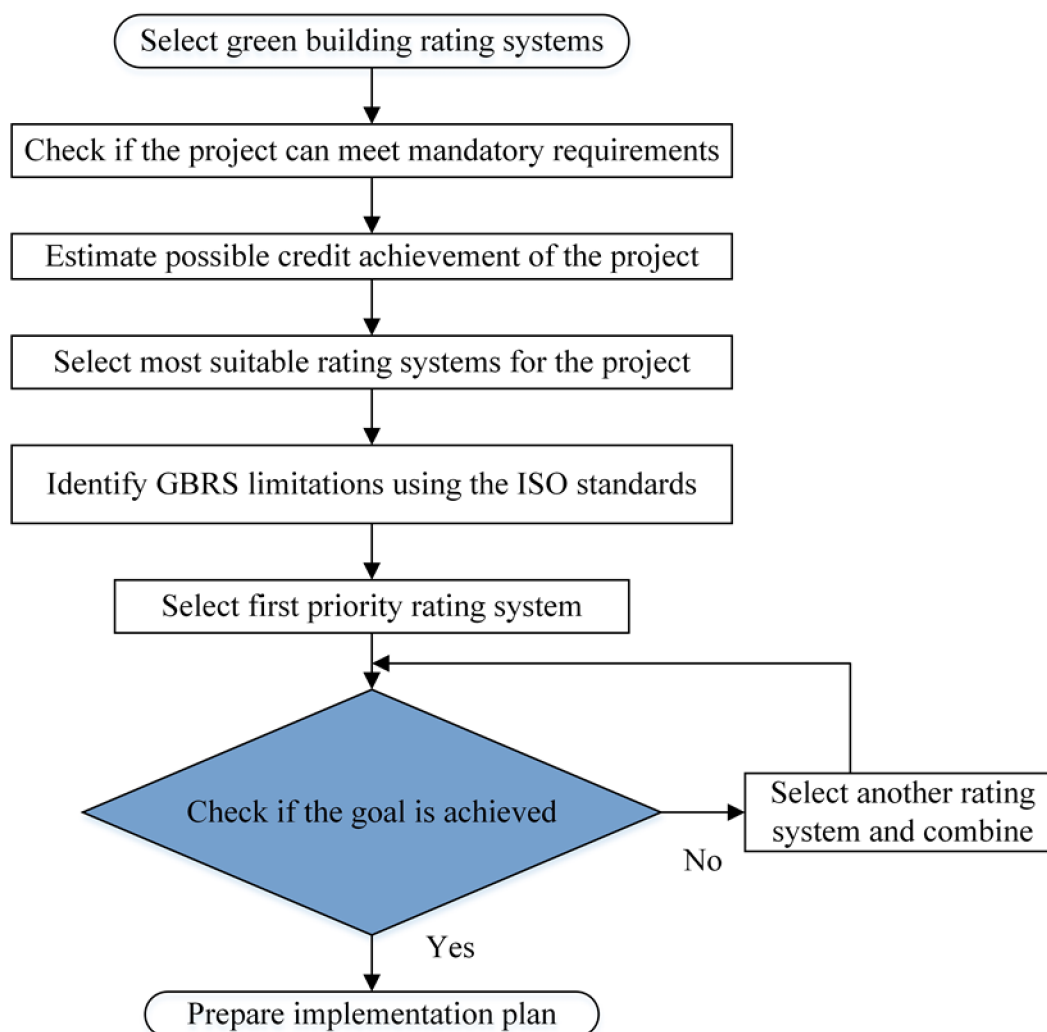 Select green building rating systems
Check if the project can meet mandatory requirements
Estimate possible credit achievement of the project
Select most suitable rating systems for the project
Identify GBRS limitations using the ISO standards
Select first priority rating system
Check if the goal is achieved
Select another rating
system and combine
No
Yes
Prepare implementation plan